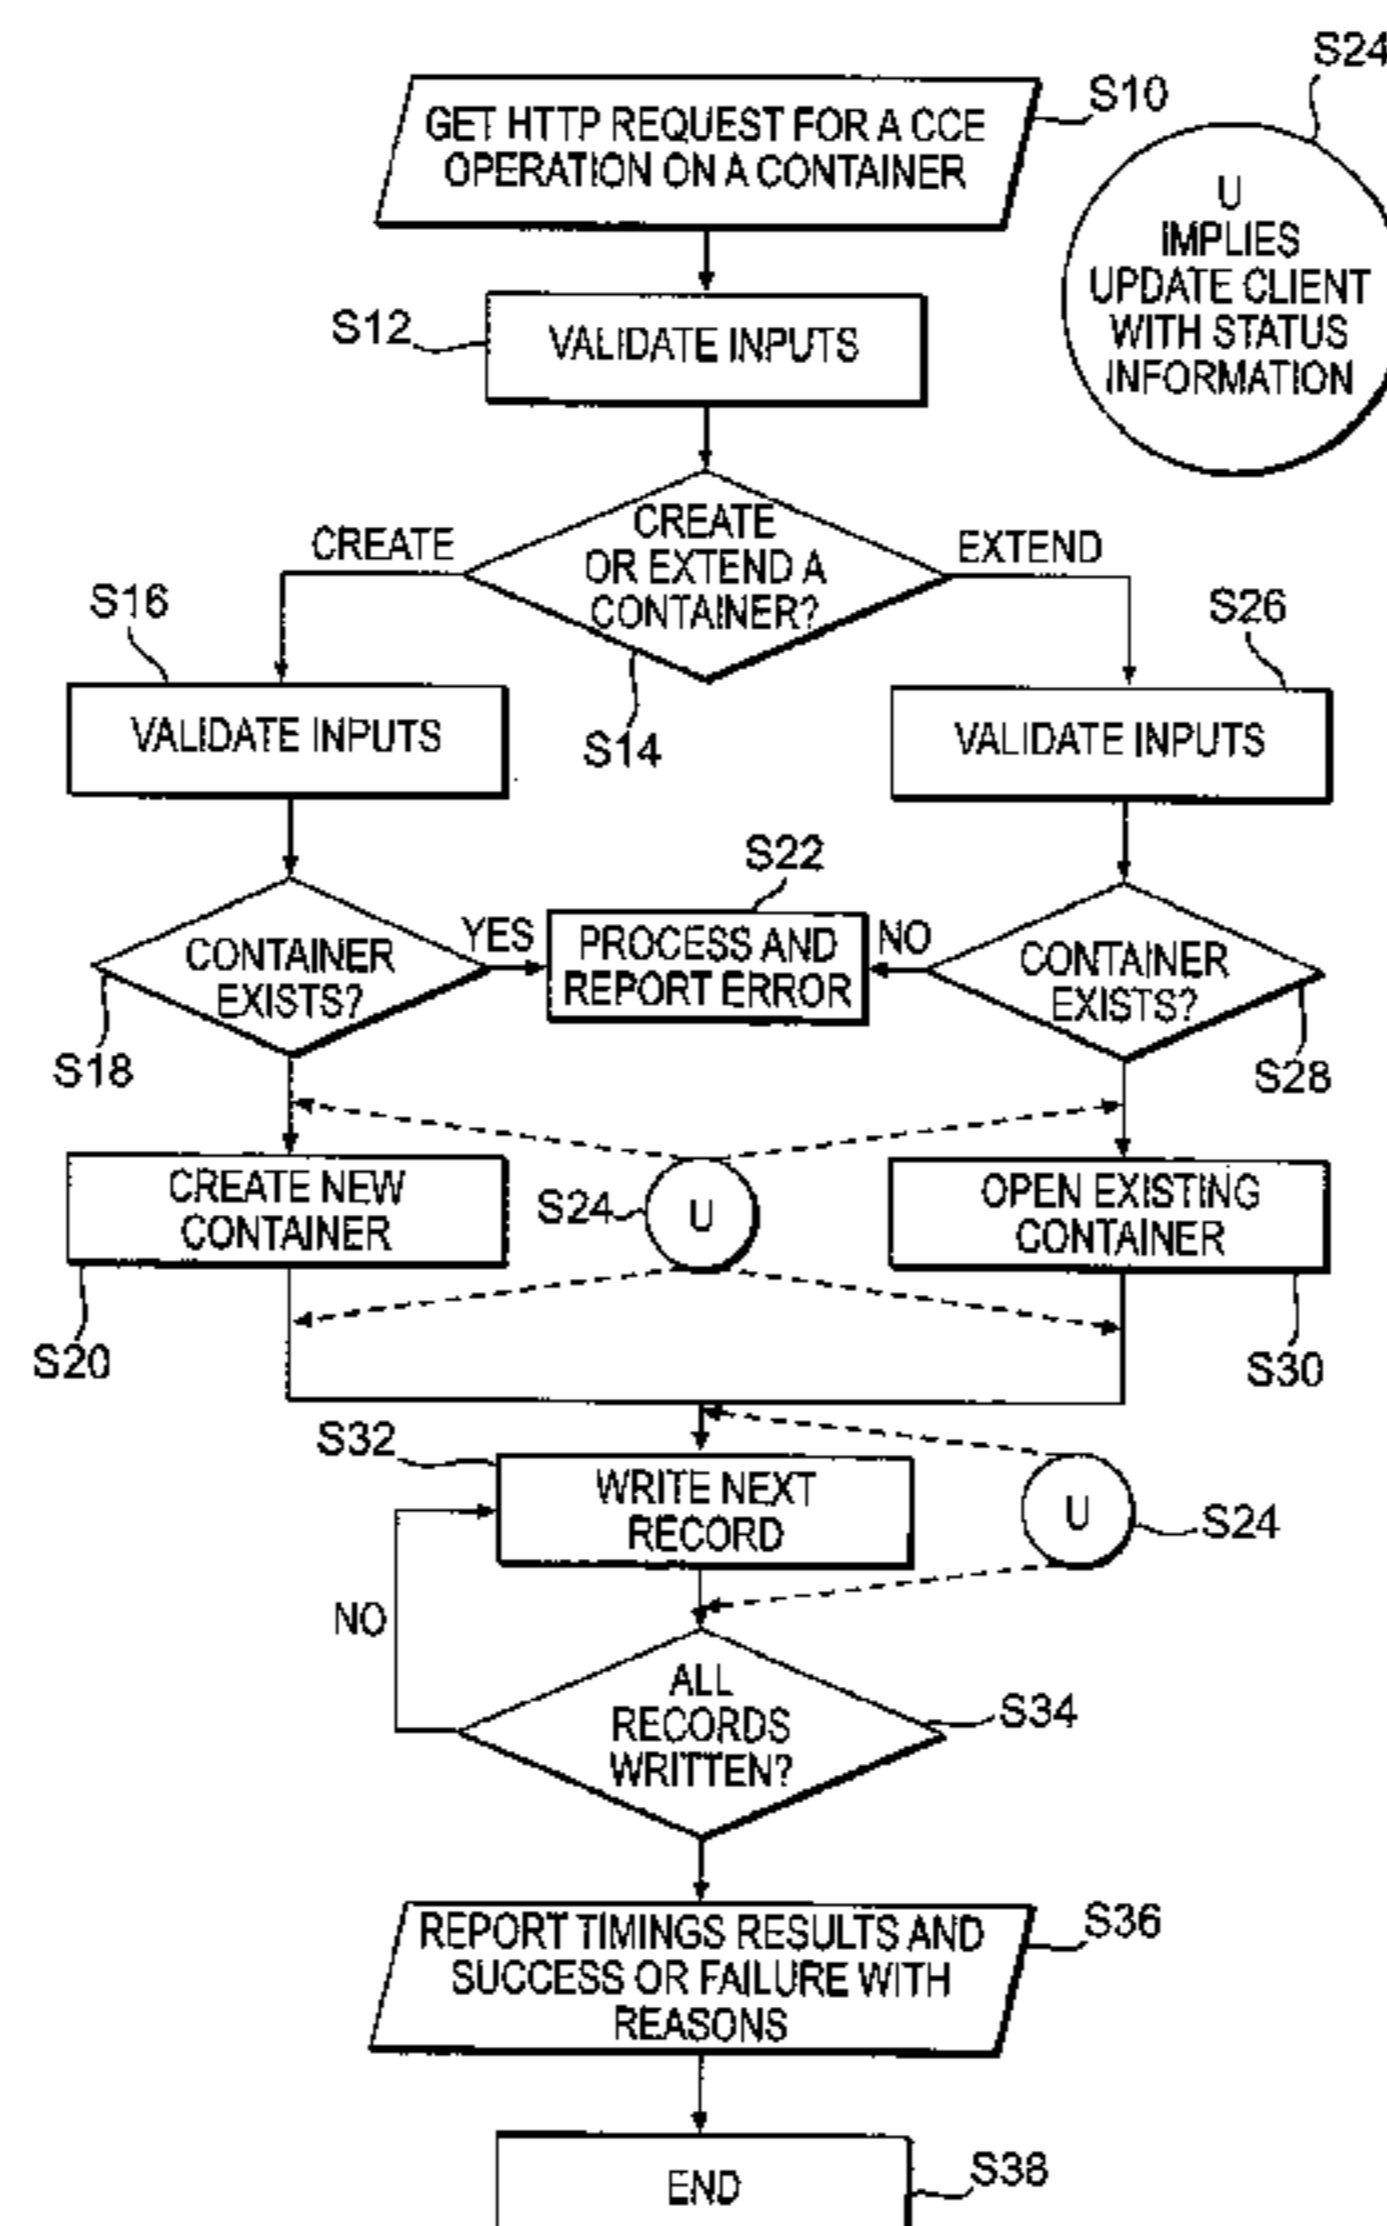 S24
GET HTTP REQUEST FOR A CCE
OPERATION ON A CONTAINER
S10
U
IMPLIES
UPDATE CLIENT
WITH STATUS
INFORMATION
S12
VALIDATE INPUTS
CREATE
CREATE
OR EXTEND A
CONTAINER?
EXTEND
S14
S16
VALIDATE INPUTS
S26
VALIDATE INPUTS
CONTAINER
EXISTS?
YES
S18
S22
PROCESS AND
REPORT ERROR
NO
CONTAINER
EXISTS?
S28
CREATE NEW
CONTAINER
S20
S24
U
OPEN EXISTING
CONTAINER
S30
S32
WRITE NEXT
RECORD
U
S24
NO
ALL
RECORDS
WRITTEN?
S34
REPORT TIMINGS RESULTS AND
SUCCESS OR FAILURE WITH
REASONS
S36
END
S38